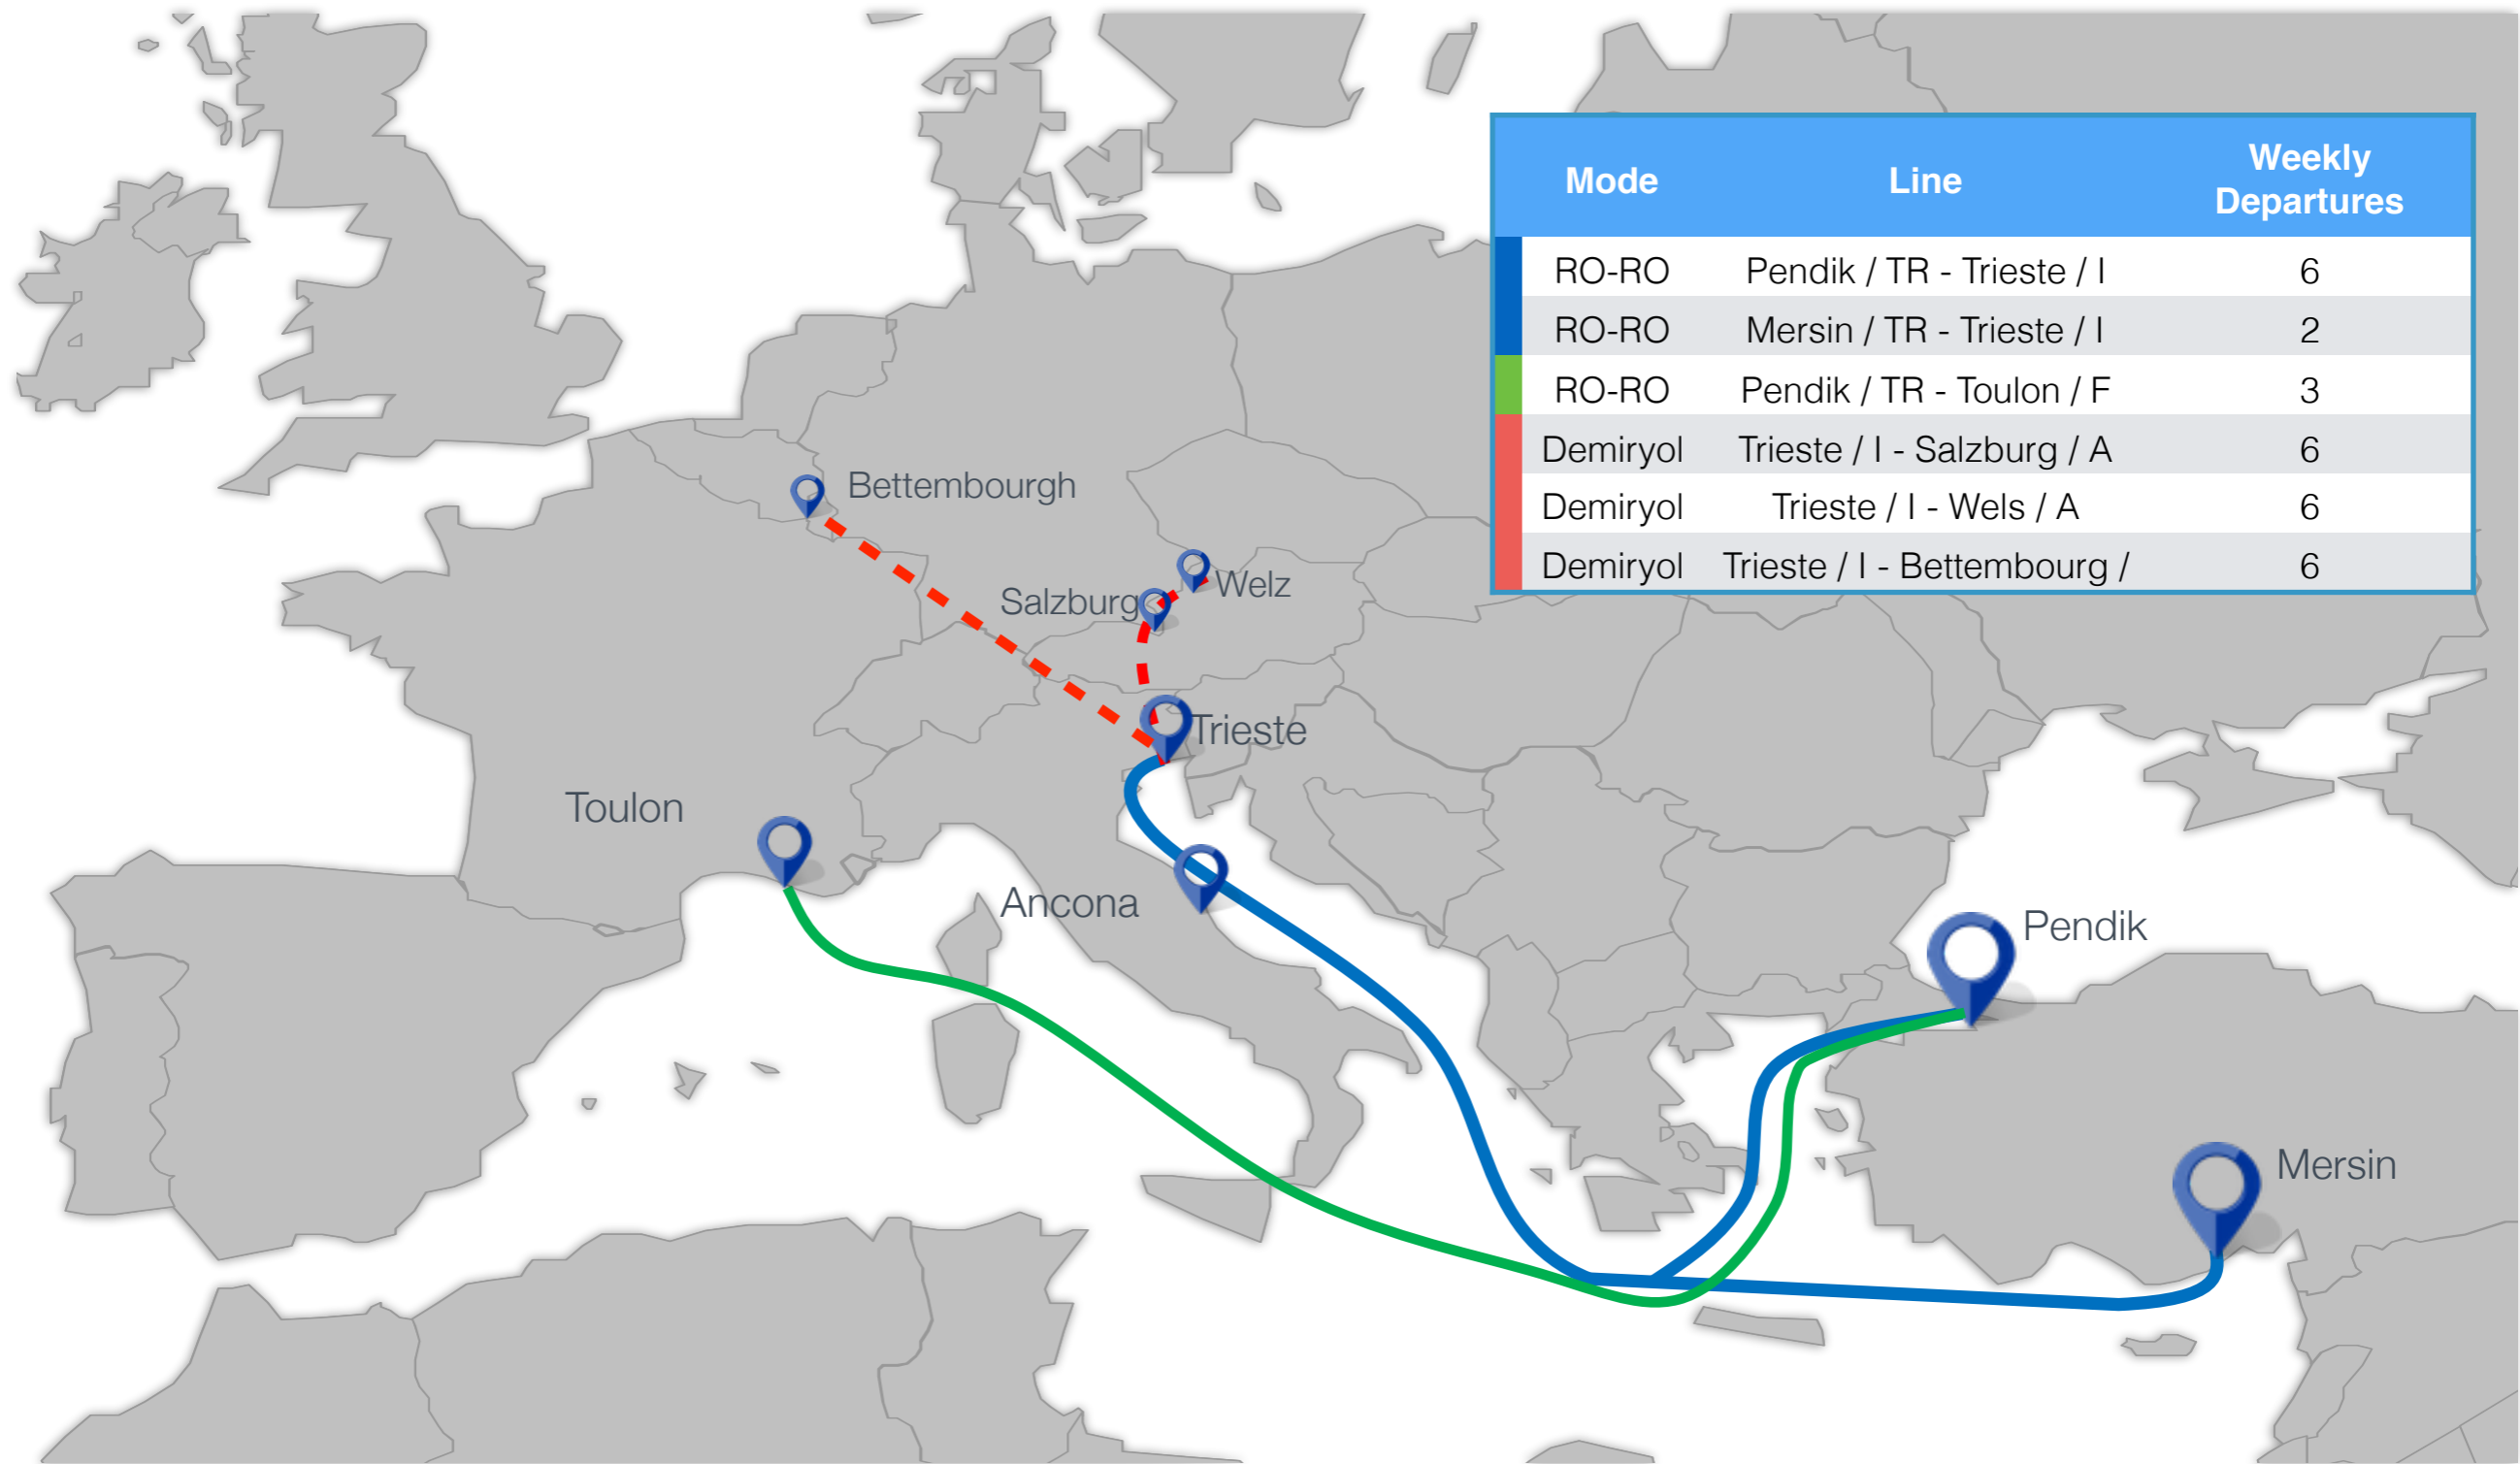 Mode Line Weekly Departures
RO-RO Pendik / TR - Trieste / I 6
RO-RO Mersin / TR - Trieste / I 2
RO-RO Pendik / TR - Toulon / F 3
Demiryol Trieste / I - Salzburg / A 6
Demiryol Trieste / I - Wels / A 6
Demiryol Trieste / I - Bettembourg / 6
Bettembourgh
Welz
Salzburg
Trieste
Toulon
Ancona
Pendik
Mersin